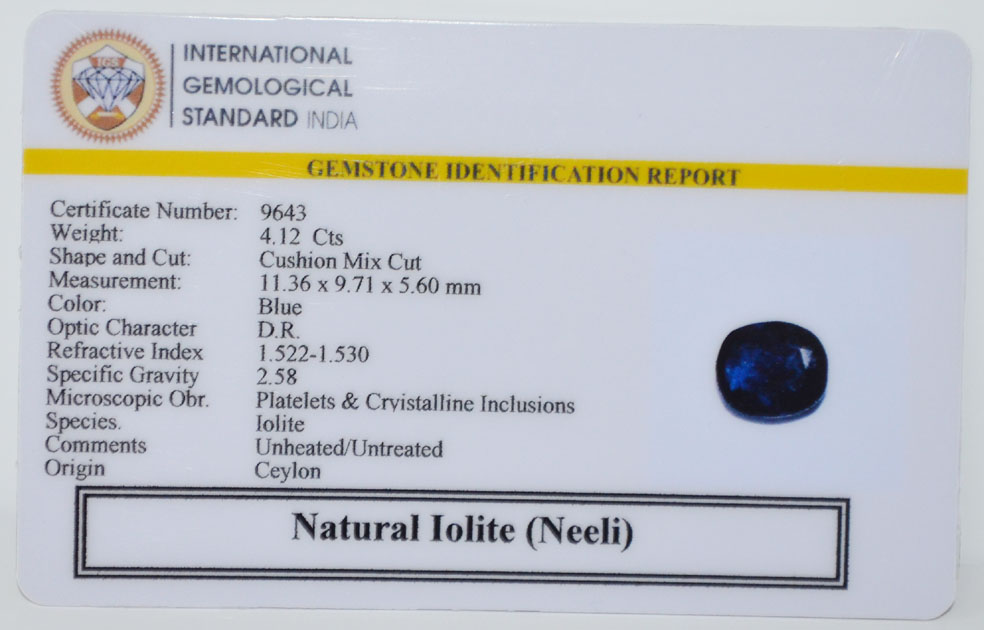 IGS
INTERNATIONAL
GEMOLOGICAL
STANDARD INDIA
GEMSTONE IDENTIFICATION REPORT
Certificate Number: 9643
Weight: 4.12 Cts
Shape and Cut: Cushion Mix Cut
Measurement: 11.36 x 9.71 x 5.60 mm
Color: Blue
Optic Character D.R.
Refractive Index 1.522-1.530
Specific Gravity 2.58
Microscopic Obr. Platelets & Cryistalline Inclusions
Species. Iolite
Comments Unheated/Untreated
Origin Ceylon
Natural Iolite (Neeli)